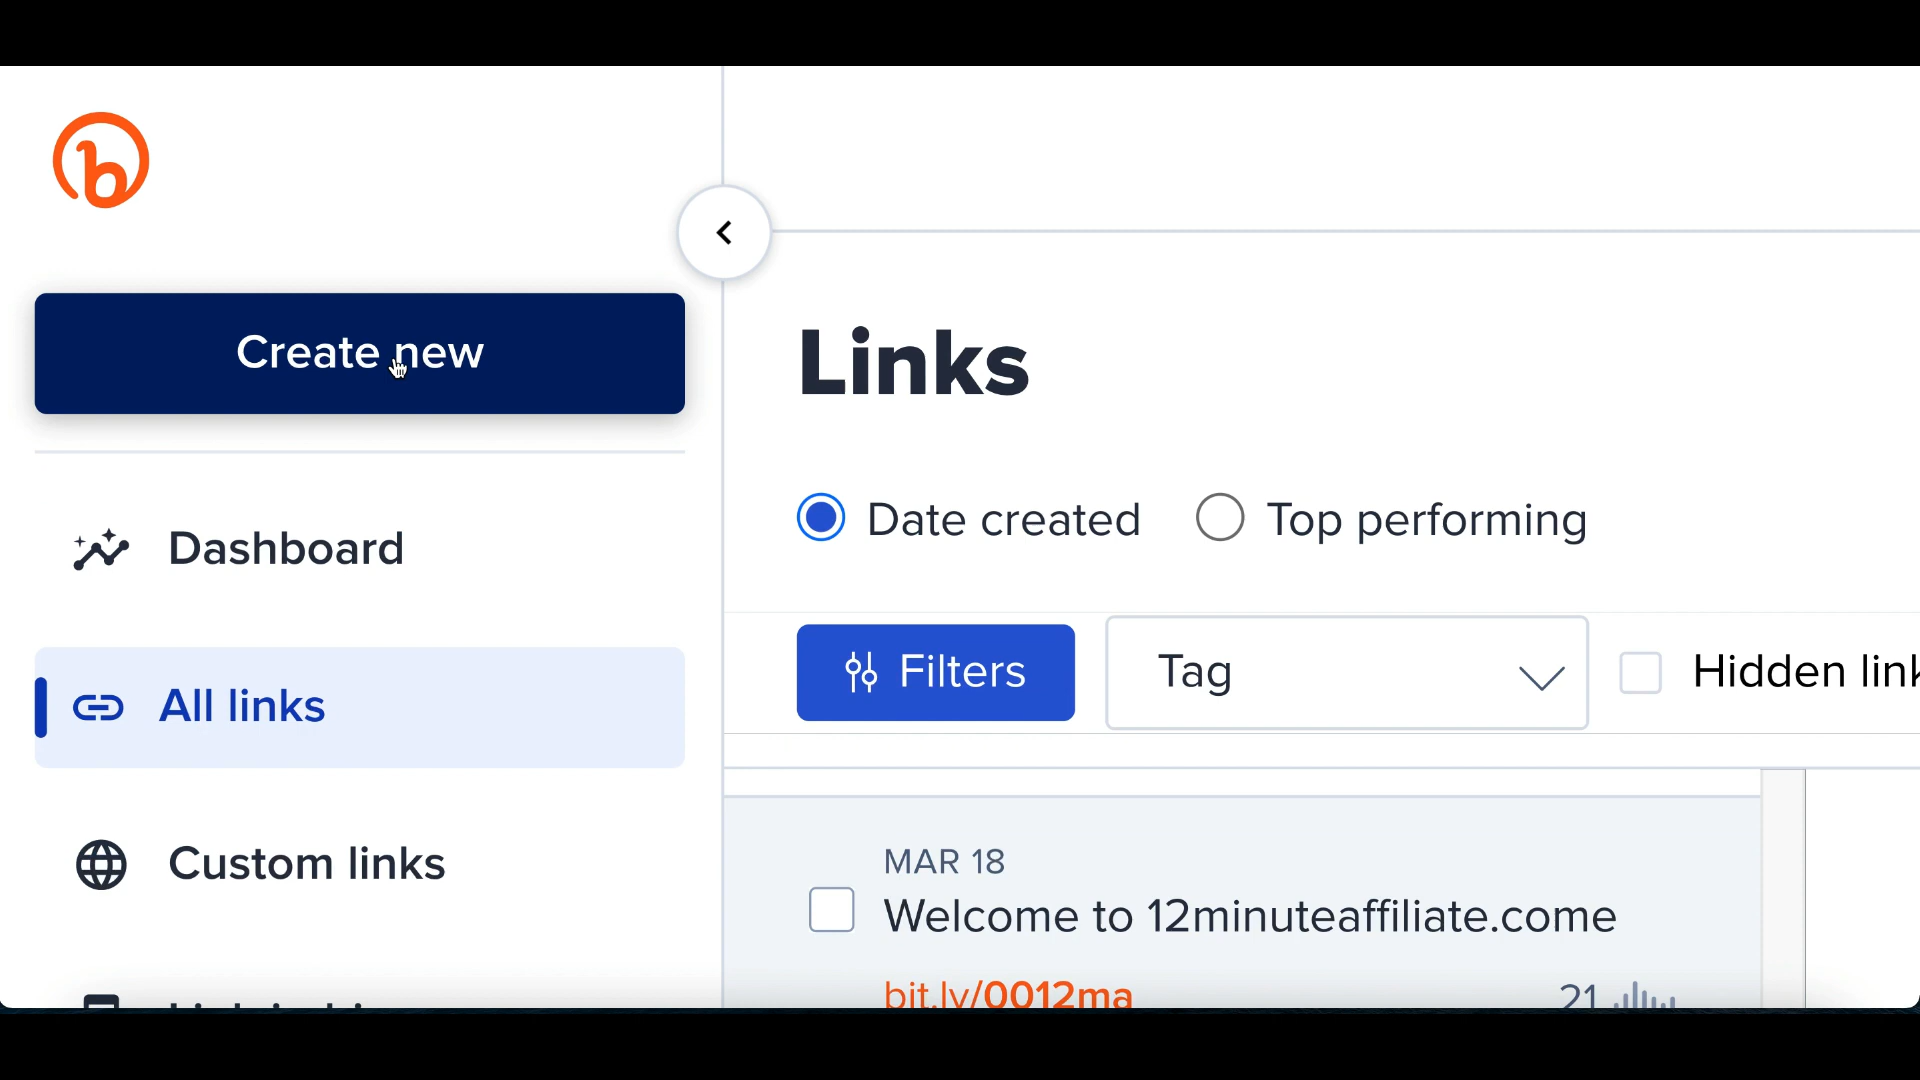 Create new
Dashboard
All links
Custom links
Links
Date created
Top performing
Filters
Tag
Hidden link
MAR 18
Welcome to 12minuteaffiliate.come
bit.ly/0012ma
21